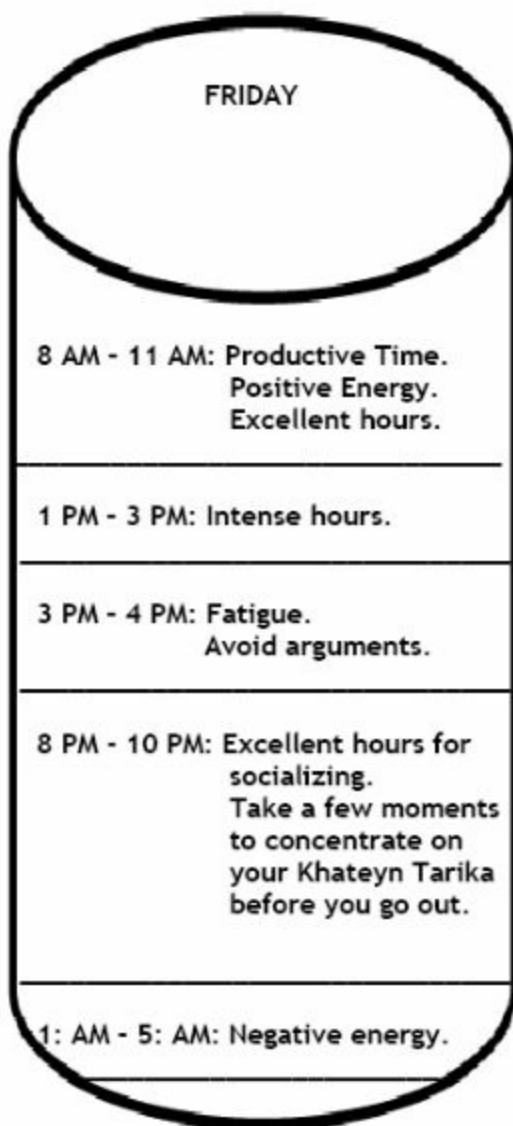 FRIDAY
8 AM - 11 AM: Productive Time.
Positive Energy.
Excellent hours.
1 PM - 3 PM: Intense hours.
3 PM - 4 PM: Fatigue.
Avoid arguments.
8 PM - 10 PM: Excellent hours for
socializing.
Take a few moments
to concentrate on
your Khateyn Tarika
before you go out.
1: AM - 5: AM: Negative energy.